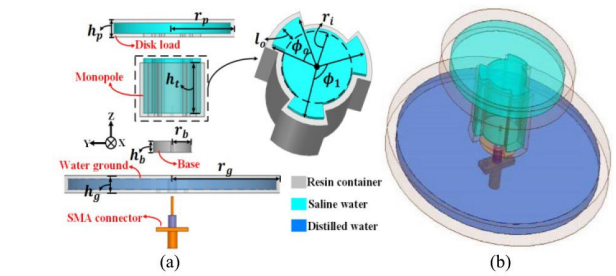 h_p
r_p
Disk load
Monopole
h_t
l_o
ϕ_o
r_i
ϕ_1
Z
Y
X
h_b
r_b
Base
Water ground
h_g
r_g
SMA connector
Resin container
Saline water
Distilled water
(a)
(b)